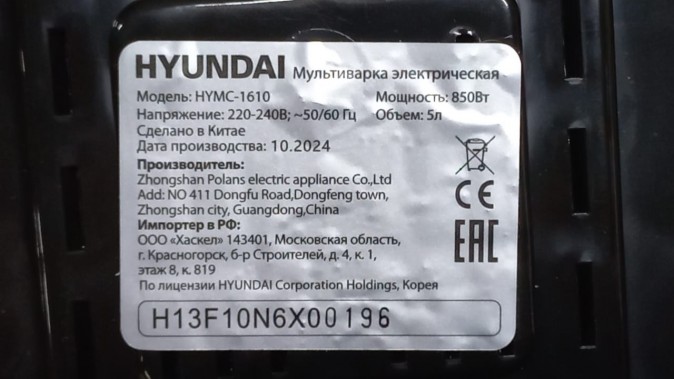 HYUNDAI Мультиварка электрическая
Модель: HYMC-1610 Мощность: 850Вт
Напряжение: 220-240В; ~50/60 Гц Объем: 5л
Сделано в Китае
Дата производства: 10.2024
Производитель:
Zhongshan Polans electric appliance Co.,Ltd
Add: NO 411 Dongfu Road,Dongfeng town,
Zhongshan city, Guangdong,China
Импортер в РФ:
ООО «Хаскел» 143401, Московская область,
г. Красногорск, б-р Строителей, д. 4, к. 1,
этаж 8, к. 819
По лицензии HYUNDAI Corporation Holdings, Корея
CE
EAC
H13F10N6X00196